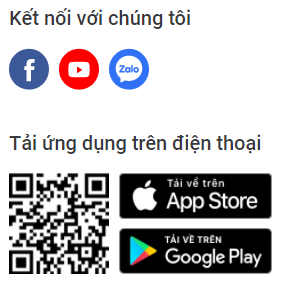 Kết nối với chúng tôi
f
Zalo
Tải ứng dụng trên điện thoại
Tải về trên
App Store
TẢI VỀ TRÊN
Google Play